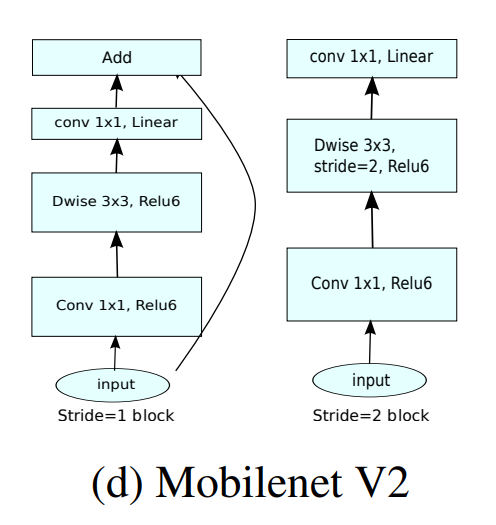 Add
conv 1x1, Linear
Dwise 3x3, Relu6
Conv 1x1, Relu6
input
Stride=1 block
conv 1x1, Linear
Dwise 3x3,
stride=2, Relu6
Conv 1x1, Relu6
input
Stride=2 block
(d) Mobilenet V2